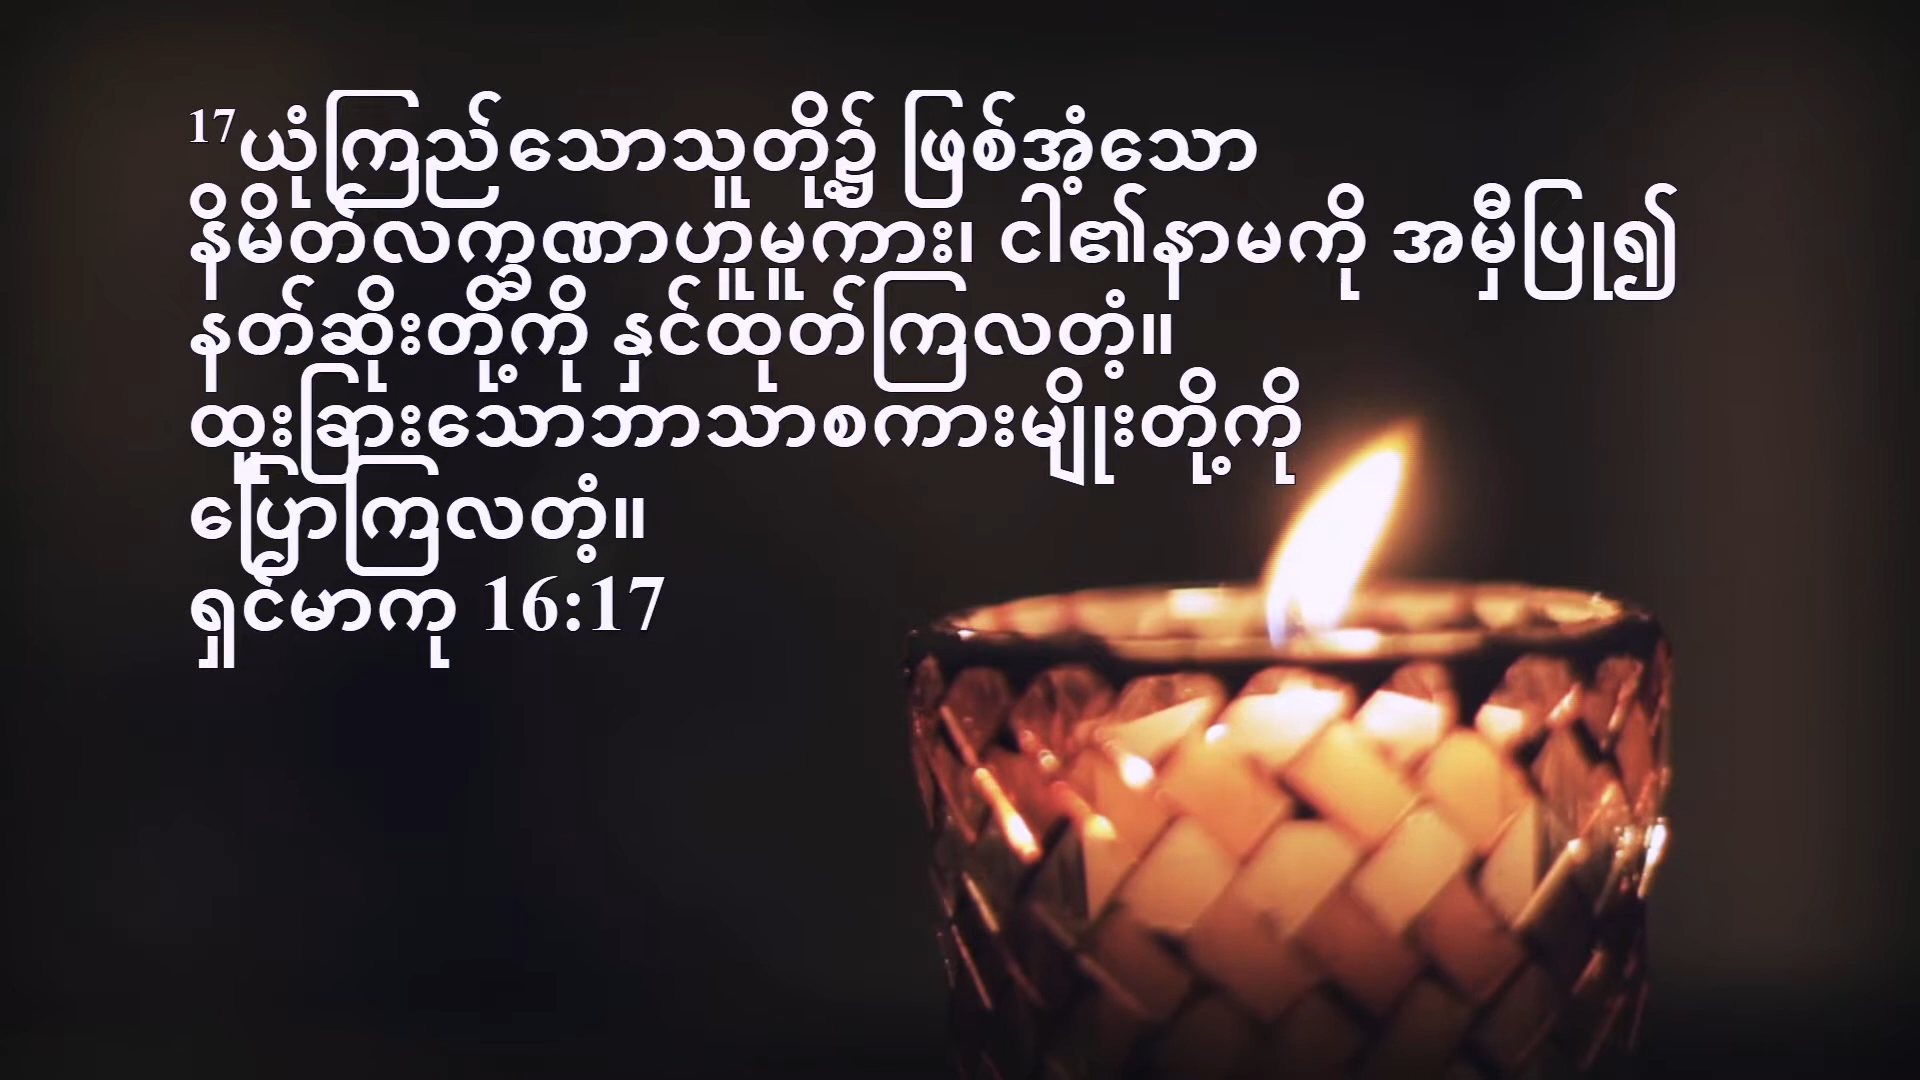 17ယုံကြည်သောသူတို့၌ ဖြစ်အံ့သော
နိမိတ်လက္ခဏာဟူမူကား၊ ငါ၏နာမကို အမှီပြု၍
နတ်ဆိုးတို့ကို နှင်ထုတ်ကြလတံ့။
ထူးခြားသောဘာသာစကားမျိုးတို့ကို
ပြောကြလတံ့။
ရှင်မာကု 16:17